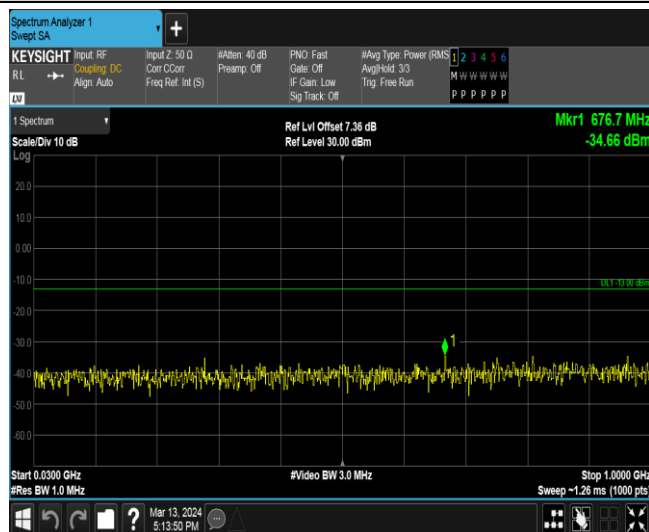 Spectrum Analyzer 1
Swept SA
KEYSIGHT
RL
LXI
Input: RF
Coupling: DC
Align: Auto
Input Z: 50 Ω
Corr CCorr
Freq Ref: Int (S)
#Atten: 40 dB
Preamp: Off
PNO: Fast
Gate: Off
IF Gain: Low
Sig Track: Off
#Avg Type: Power (RMS
Avg|Hold: 3/3
Trig: Free Run
1 2 3 4 5 6
M W W W W W
P P P P P P
1 Spectrum
Scale/Div 10 dB
Log
Ref Lvl Offset 7.36 dB
Ref Level 30.00 dBm
Mkr1 676.7 MHz
-34.66 dBm
20.0
10.0
0.00
-10.0
DL1 -13.00 dBm
-20.0
-30.0
1
-40.0
-50.0
-60.0
Start 0.0300 GHz
#Video BW 3.0 MHz
Stop 1.0000 GHz
#Res BW 1.0 MHz
Sweep ~1.26 ms (1000 pts)
Mar 13, 2024
5:13:50 PM